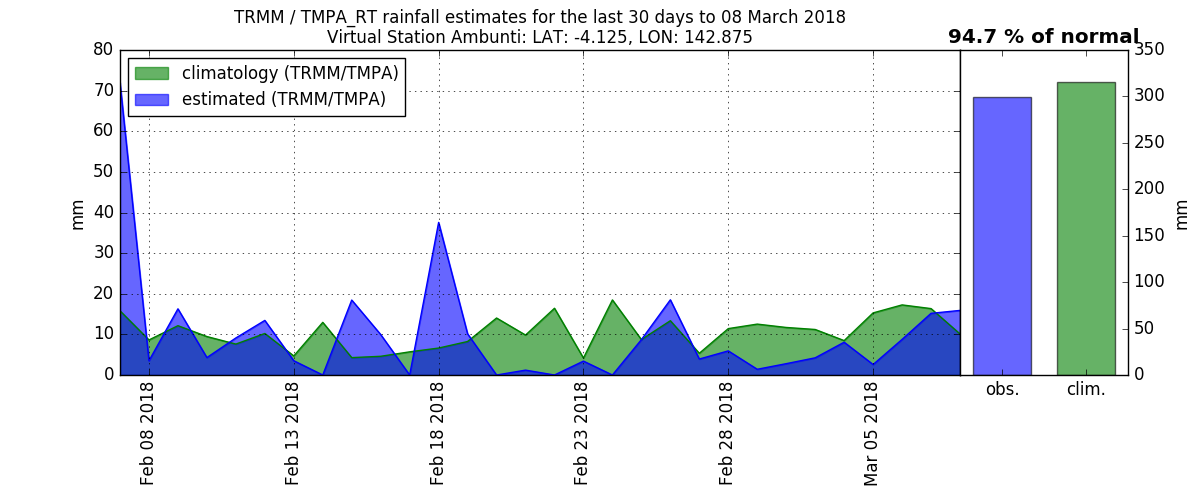 TRMM / TMPA_RT rainfall estimates for the last 30 days to 08 March 2018
Virtual Station Ambunti: LAT: -4.125, LON: 142.875
94.7 % of normal
climatology (TRMM/TMPA)
estimated (TRMM/TMPA)
80
70
60
50
40
30
20
10
0
mm
Feb 08 2018
Feb 13 2018
Feb 18 2018
Feb 23 2018
Feb 28 2018
Mar 05 2018
350
300
250
200
150
100
50
0
mm
obs.
clim.